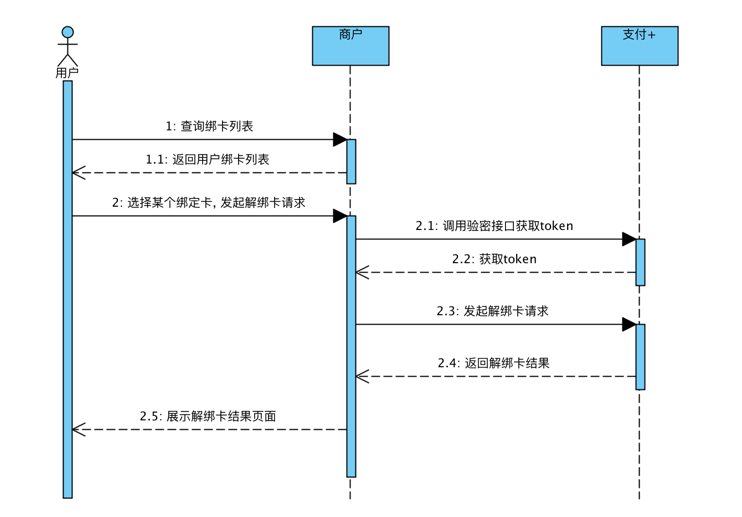 商户
支付+
用户
1: 查询绑卡列表
1.1: 返回用户绑卡列表
2: 选择某个绑定卡, 发起解绑卡请求
2.1: 调用验密接口获取token
2.2: 获取token
2.3: 发起解绑卡请求
2.4: 返回解绑卡结果
2.5: 展示解绑卡结果页面